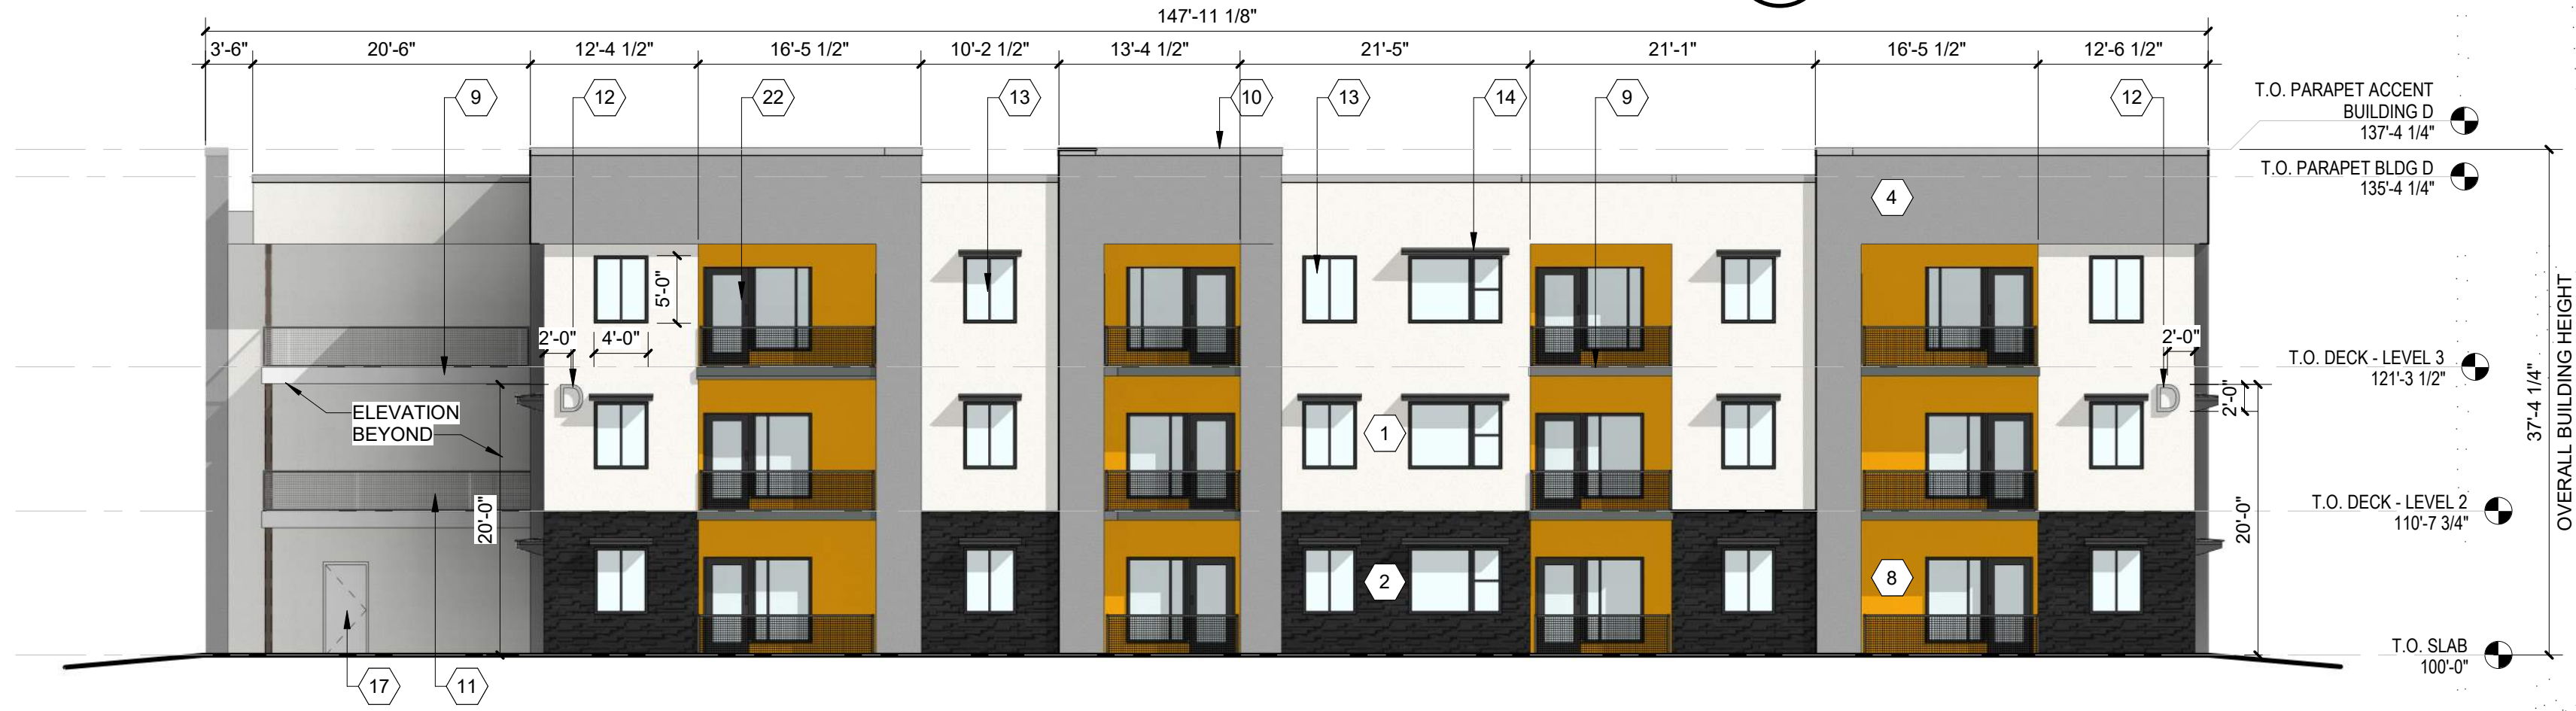 147'-11 1/8"
3'-6" 20'-6" 12'-4 1/2" 16'-5 1/2" 10'-2 1/2" 13'-4 1/2" 21'-5" 21'-1" 16'-5 1/2" 12'-6 1/2"
9 12 22 13 10 13 14 9 12
T.O. PARAPET ACCENT
BUILDING D
137'-4 1/4"
T.O. PARAPET BLDG D
135'-4 1/4"
4
5'-0"
2'-0" 4'-0"
2'-0"
T.O. DECK - LEVEL 3
121'-3 1/2"
D
D
2'-0"
ELEVATION
BEYOND
1
37'-4 1/4"
OVERALL BUILDING HEIGHT
20'-0"
20'-0"
T.O. DECK - LEVEL 2
110'-7 3/4"
2
8
T.O. SLAB
100'-0"
17 11